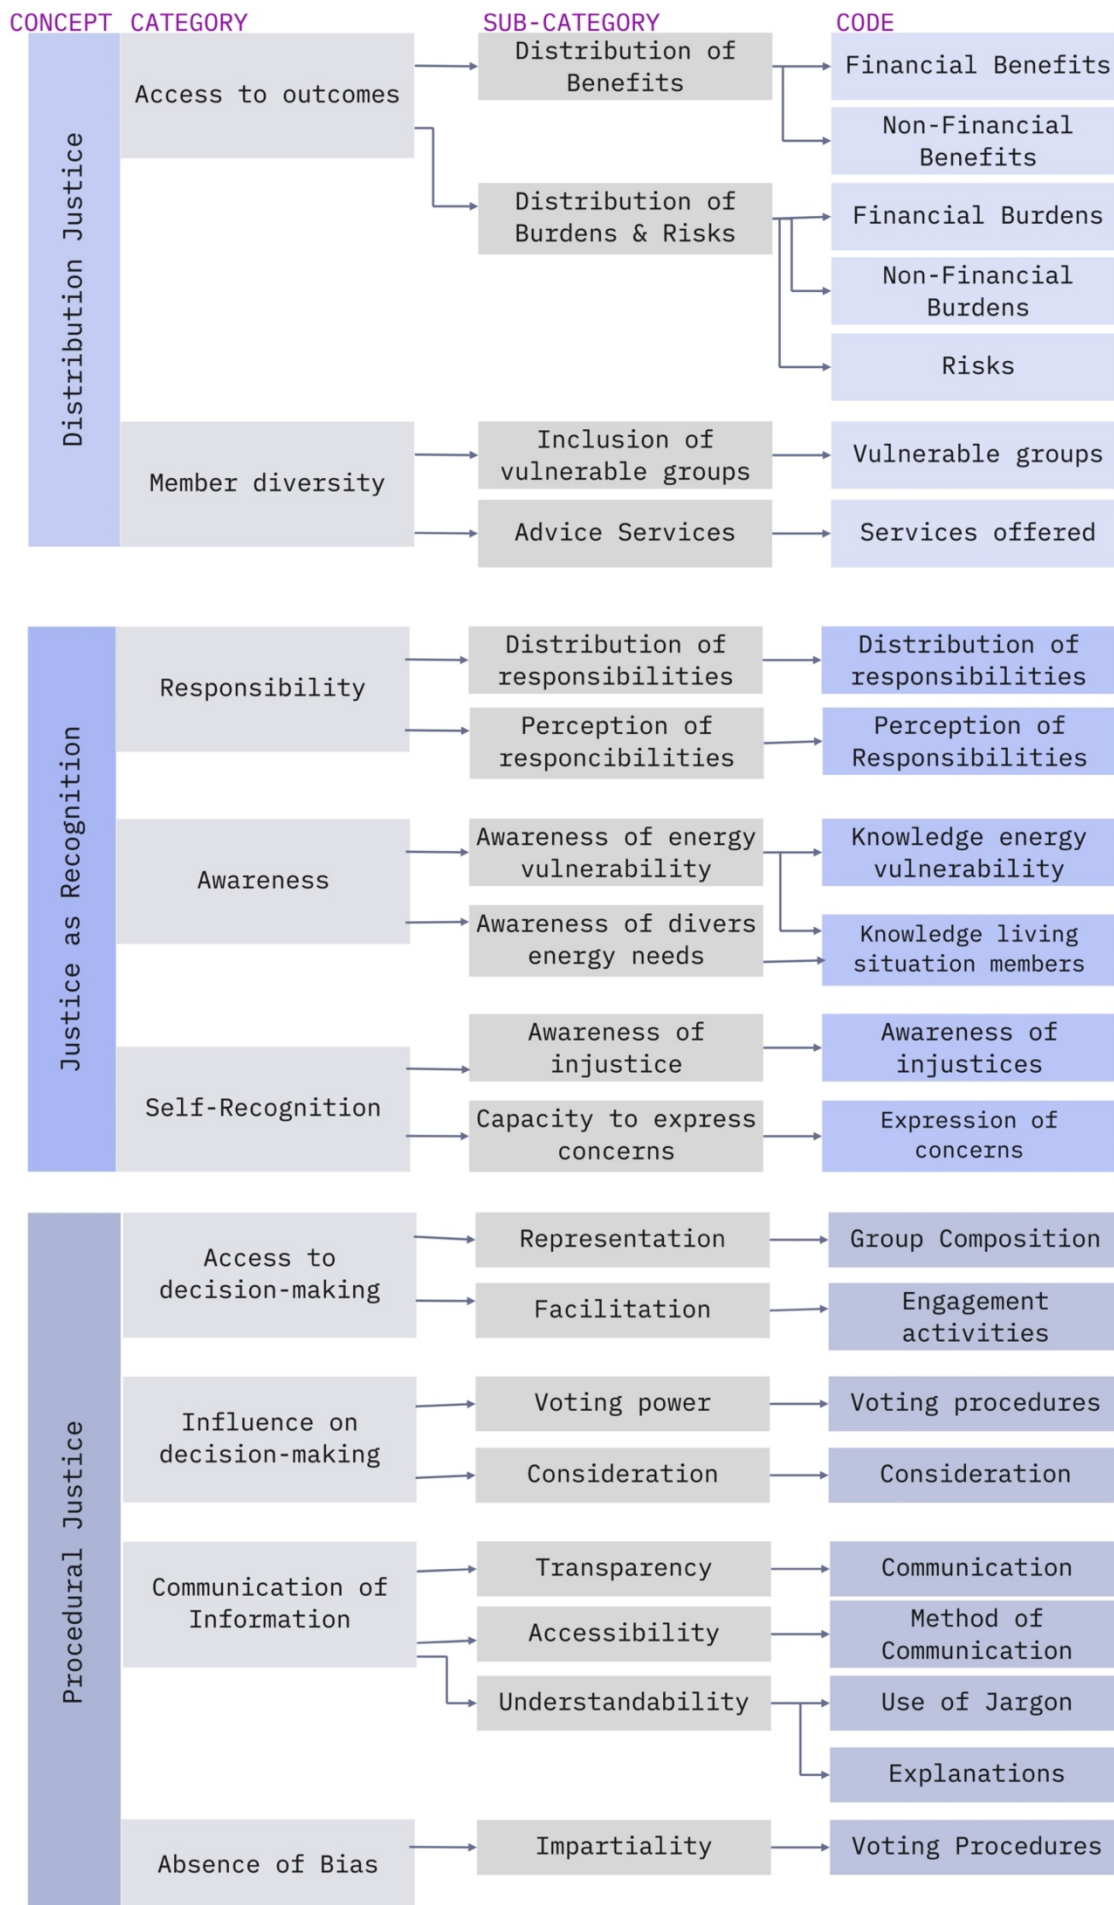 CONCEPT CATEGORY SUB-CATEGORY CODE
Distribution Justice
Access to outcomes
Distribution of
Benefits
Financial Benefits
Non-Financial
Benefits
Distribution of
Burdens & Risks
Financial Burdens
Non-Financial
Burdens
Risks
Member diversity
Inclusion of
vulnerable groups
Vulnerable groups
Advice Services
Services offered
Justice as Recognition
Responsibility
Distribution of
responsibilities
Distribution of
responsibilities
Perception of
responcibilities
Perception of
Responsibilities
Awareness
Awareness of energy
vulnerability
Knowledge energy
vulnerability
Awareness of divers
energy needs
Knowledge living
situation members
Self-Recognition
Awareness of
injustice
Awareness of
injustices
Capacity to express
concerns
Expression of
concerns
Procedural Justice
Access to
decision-making
Representation
Group Composition
Facilitation
Engagement
activities
Influence on
decision-making
Voting power
Voting procedures
Consideration
Consideration
Communication of
Information
Transparency
Communication
Accessibility
Method of
Communication
Understandability
Use of Jargon
Explanations
Absence of Bias
Impartiality
Voting Procedures